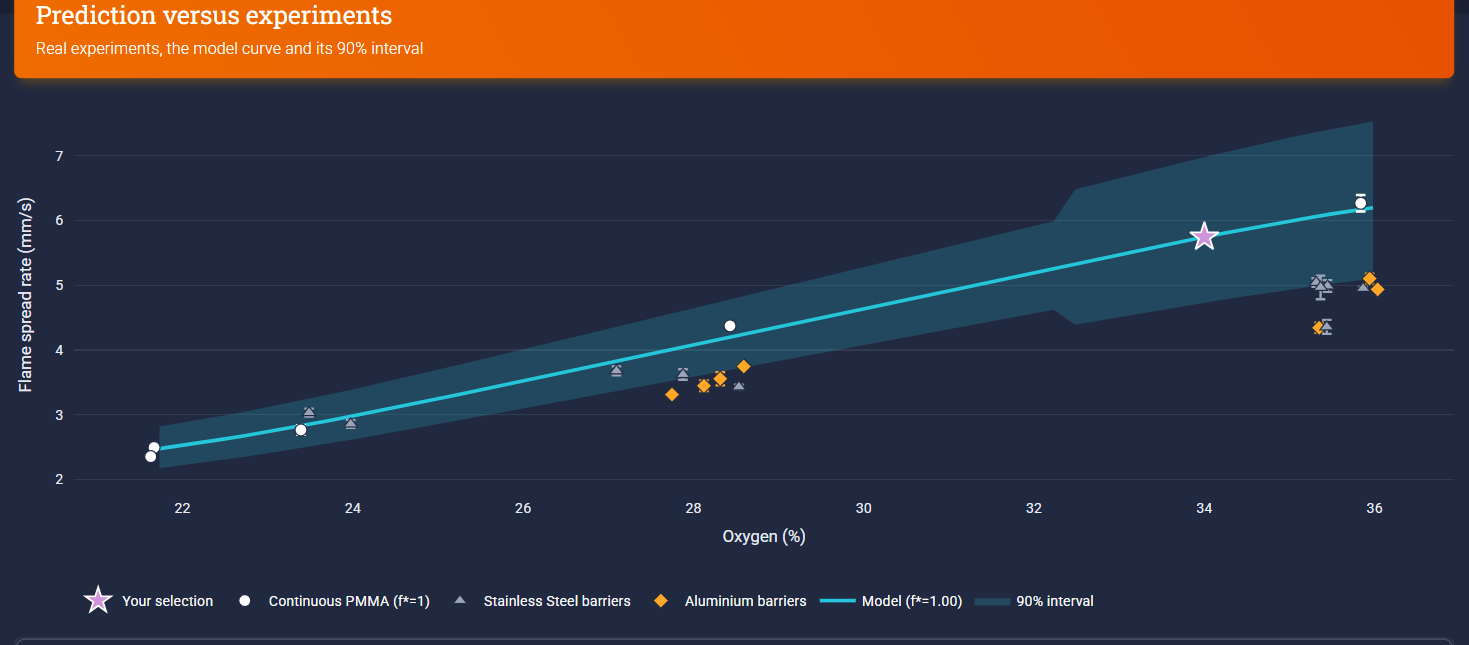 Prediction versus experiments
Real experiments, the model curve and its 90% interval
Flame spread rate (mm/s)
7
6
5
4
3
2
22 24 26 28 30 32 34 36
Oxygen (%)
Your selection Continuous PMMA (f*=1) Stainless Steel barriers Aluminium barriers Model (f*=1.00) 90% interval